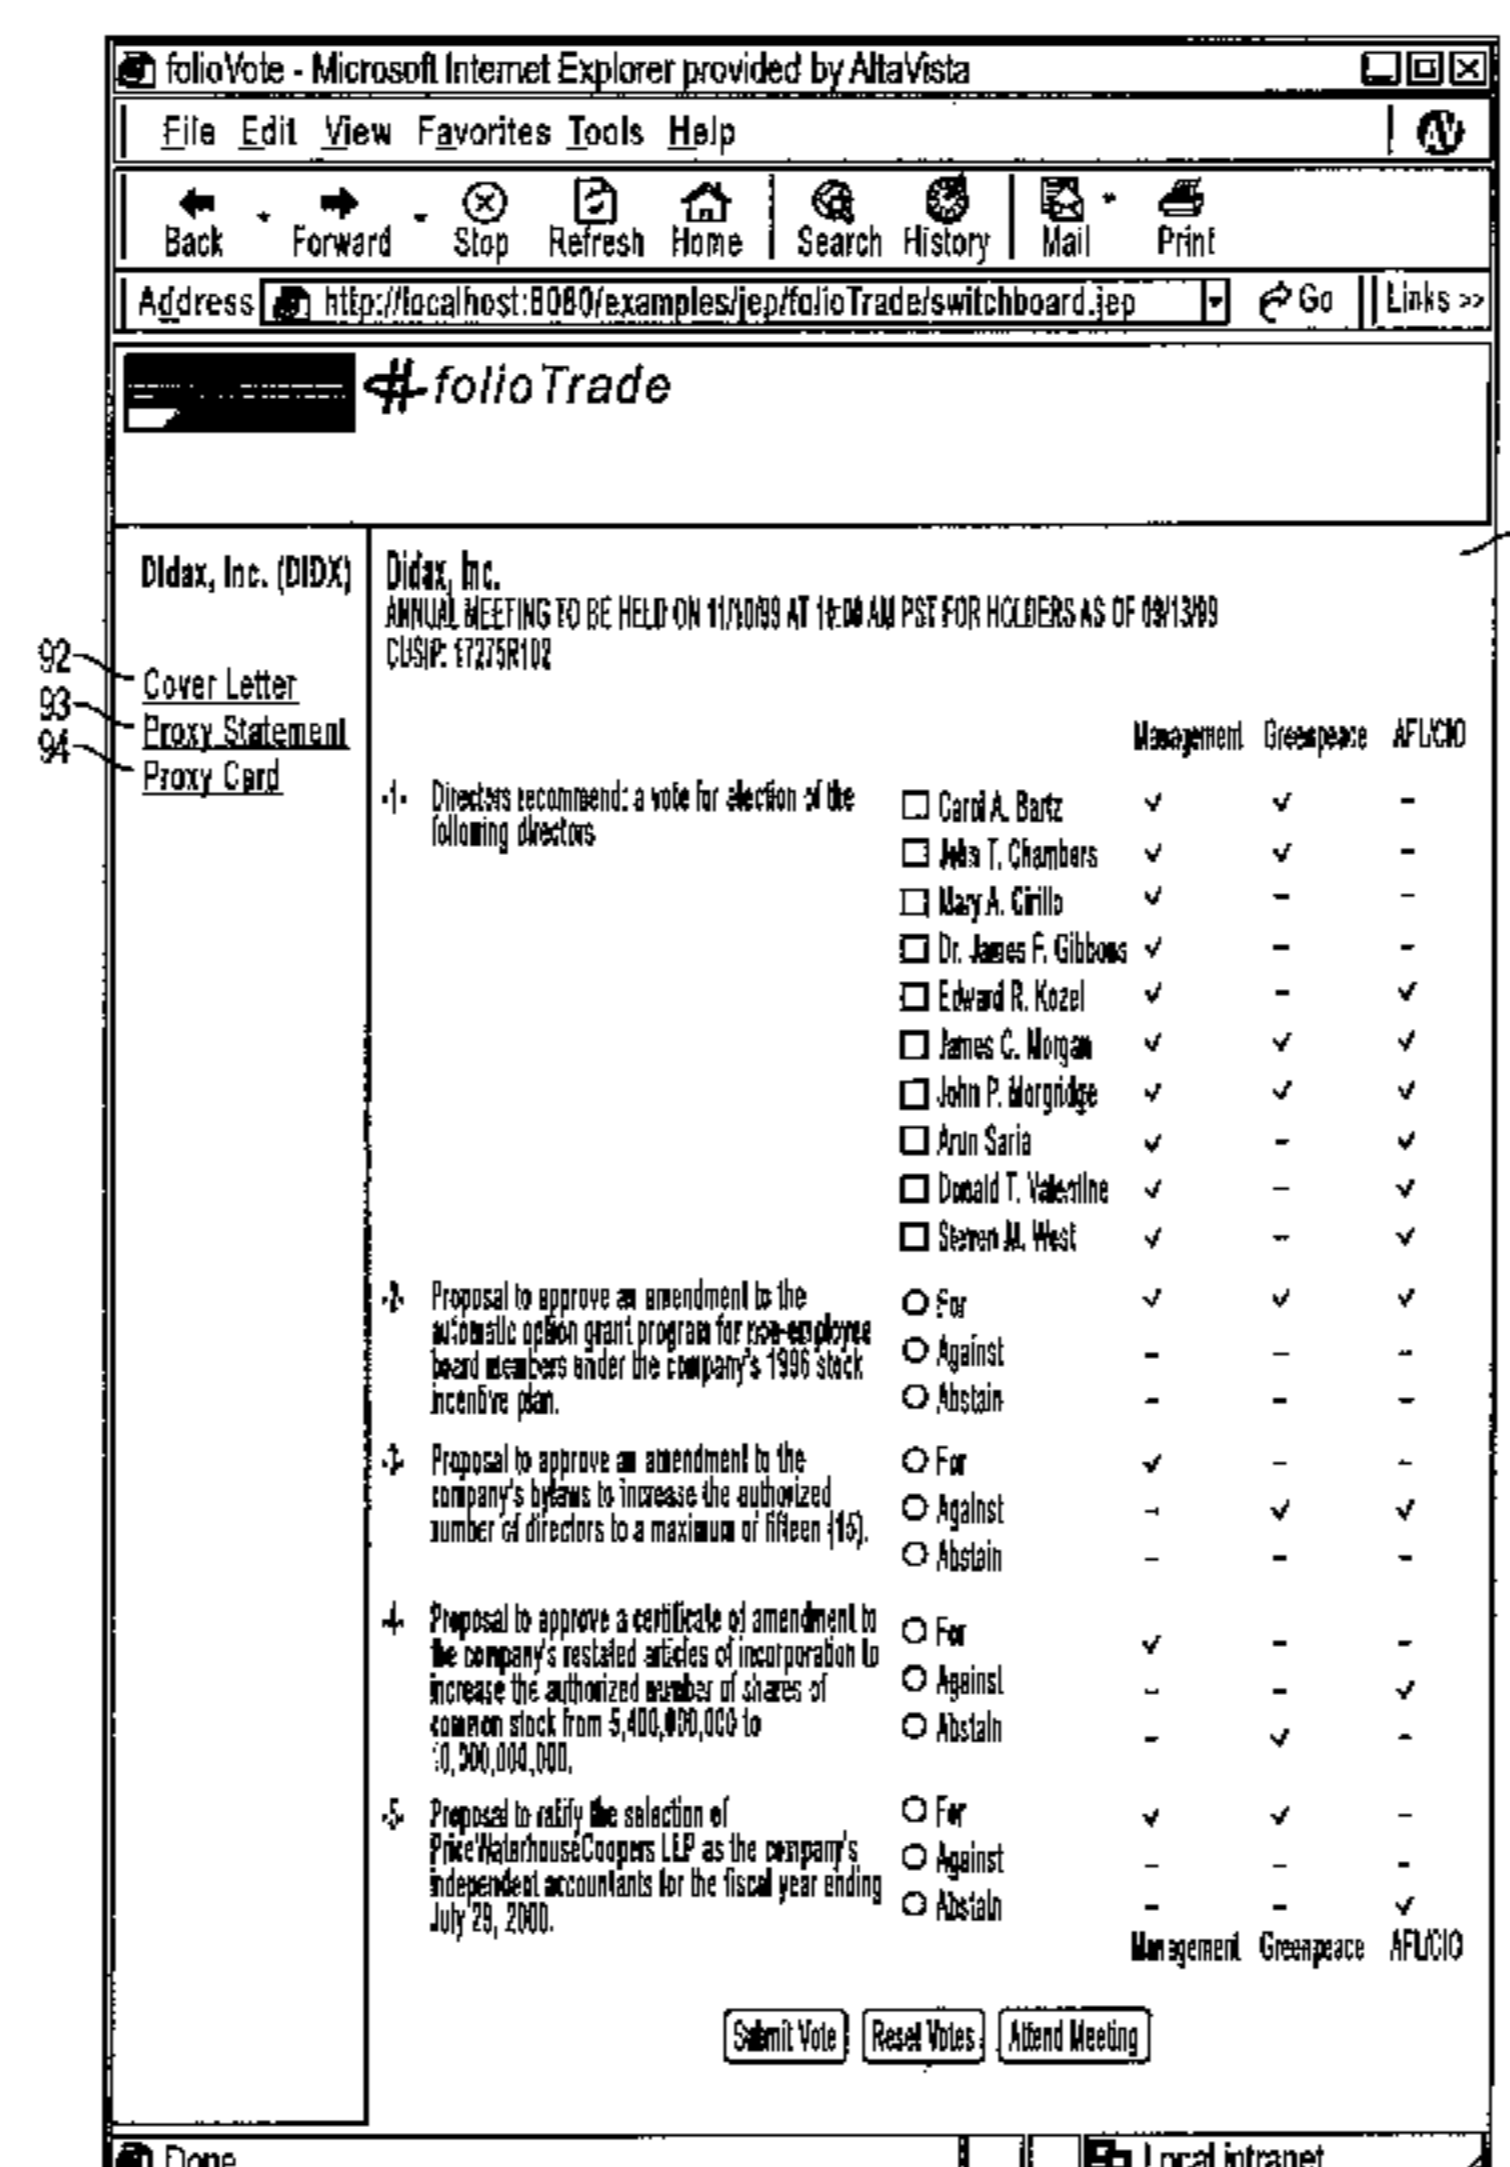 folioVote - Microsoft Internet Explorer provided by AltaVista
File Edit View Favorites Tools Help
Back Forward Stop Refresh Home Search History Mail Print
Address http://localhost:8080/examples/jep/folioTrade/switchboard.jep Go Links >>
folioTrade
Didax, Inc. (DIDX)
92 Cover Letter
93 Proxy Statement
94 Proxy Card
Didax, Inc.
ANNUAL MEETING TO BE HELD ON 11/10/99 AT 10:00 AM PST FOR HOLDERS AS OF 09/13/99
CUSIP: 17275R102
Management Greenpeace AFL/CIO
-1- Directors recommend: a vote for election of the
following directors
Carol A. Bartz
John T. Chambers
Mary A. Cirillo
Dr. James F. Gibbons
Edward R. Kozel
James C. Morgan
John P. Morgridge
Arun Saria
Donald T. Valentine
Steven M. West
-2- Proposal to approve an amendment to the
automatic option grant program for non-employee
board members under the company's 1996 stock
incentive plan.
For
Against
Abstain
-3- Proposal to approve an amendment to the
company's bylaws to increase the authorized
number of directors to a maximum of fifteen (15).
For
Against
Abstain
-4- Proposal to approve a certificate of amendment to
the company's restated articles of incorporation to
increase the authorized number of shares of
common stock from 5,400,000,000 to
10,000,000,000.
For
Against
Abstain
-5- Proposal to ratify the selection of
PriceWaterhouseCoopers LLP as the company's
independent accountants for the fiscal year ending
July 29, 2000.
For
Against
Abstain
Management Greenpeace AFL/CIO
Submit Vote Reset Votes Attend Meeting
Done Local intranet